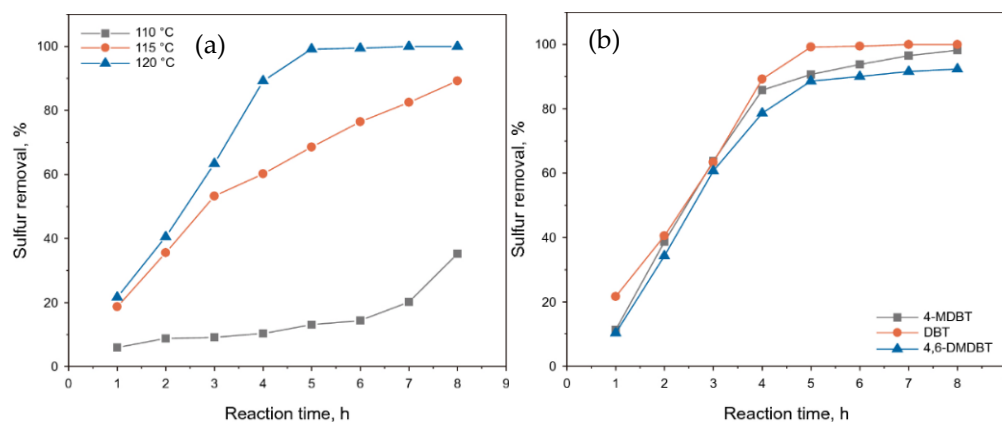 (a)
110 °C
115 °C
120 °C
100
80
60
40
20
0
Sulfur removal, %
0 1 2 3 4 5 6 7 8 9
Reaction time, h
(b)
100
80
60
40
20
0
Sulfur removal, %
4-MDBT
DBT
4,6-DMDBT
0 1 2 3 4 5 6 7 8
Reaction time, h